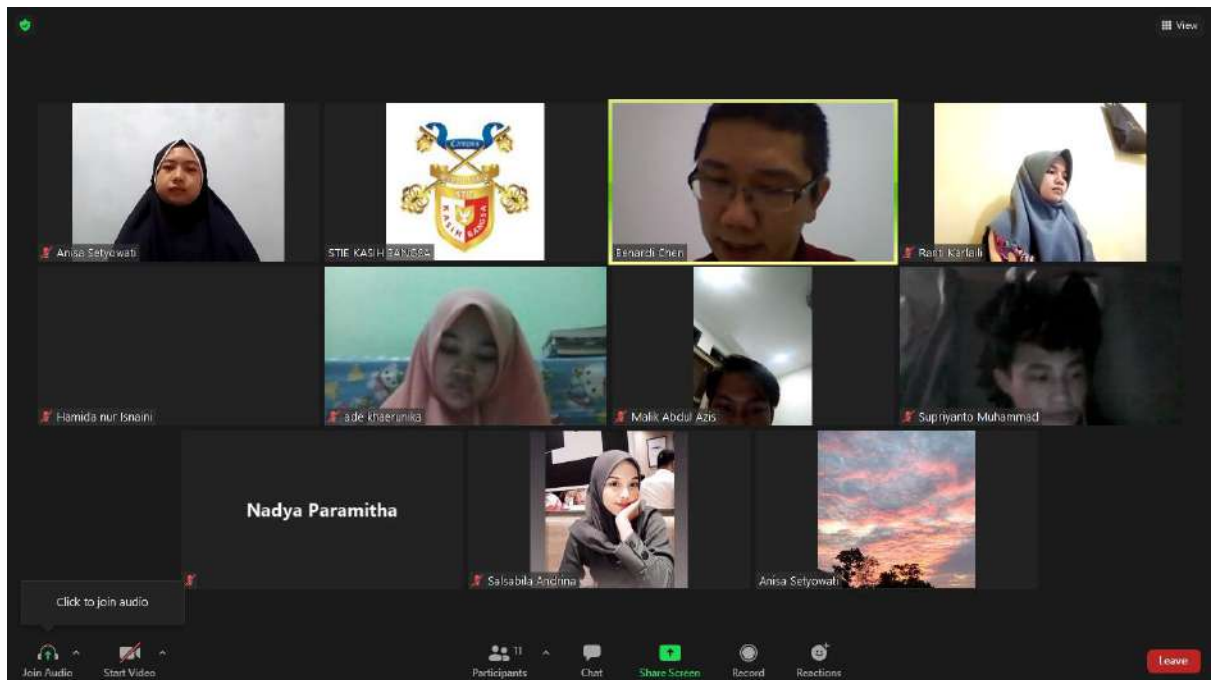 View
Anisa Setyowati
STIE KASIH BANGSA
Benardi Chen
Ranti Karlaili
Hamida nur Isnaini
ade khaerunika
Malik Abdul Azis
Supriyanto Muhammad
Nadya Paramitha
Salsabila Andrina
Anisa Setyowati
Click to join audio
Join Audio
Start Video
11
Participants
Chat
Share Screen
Record
Reactions
Leave